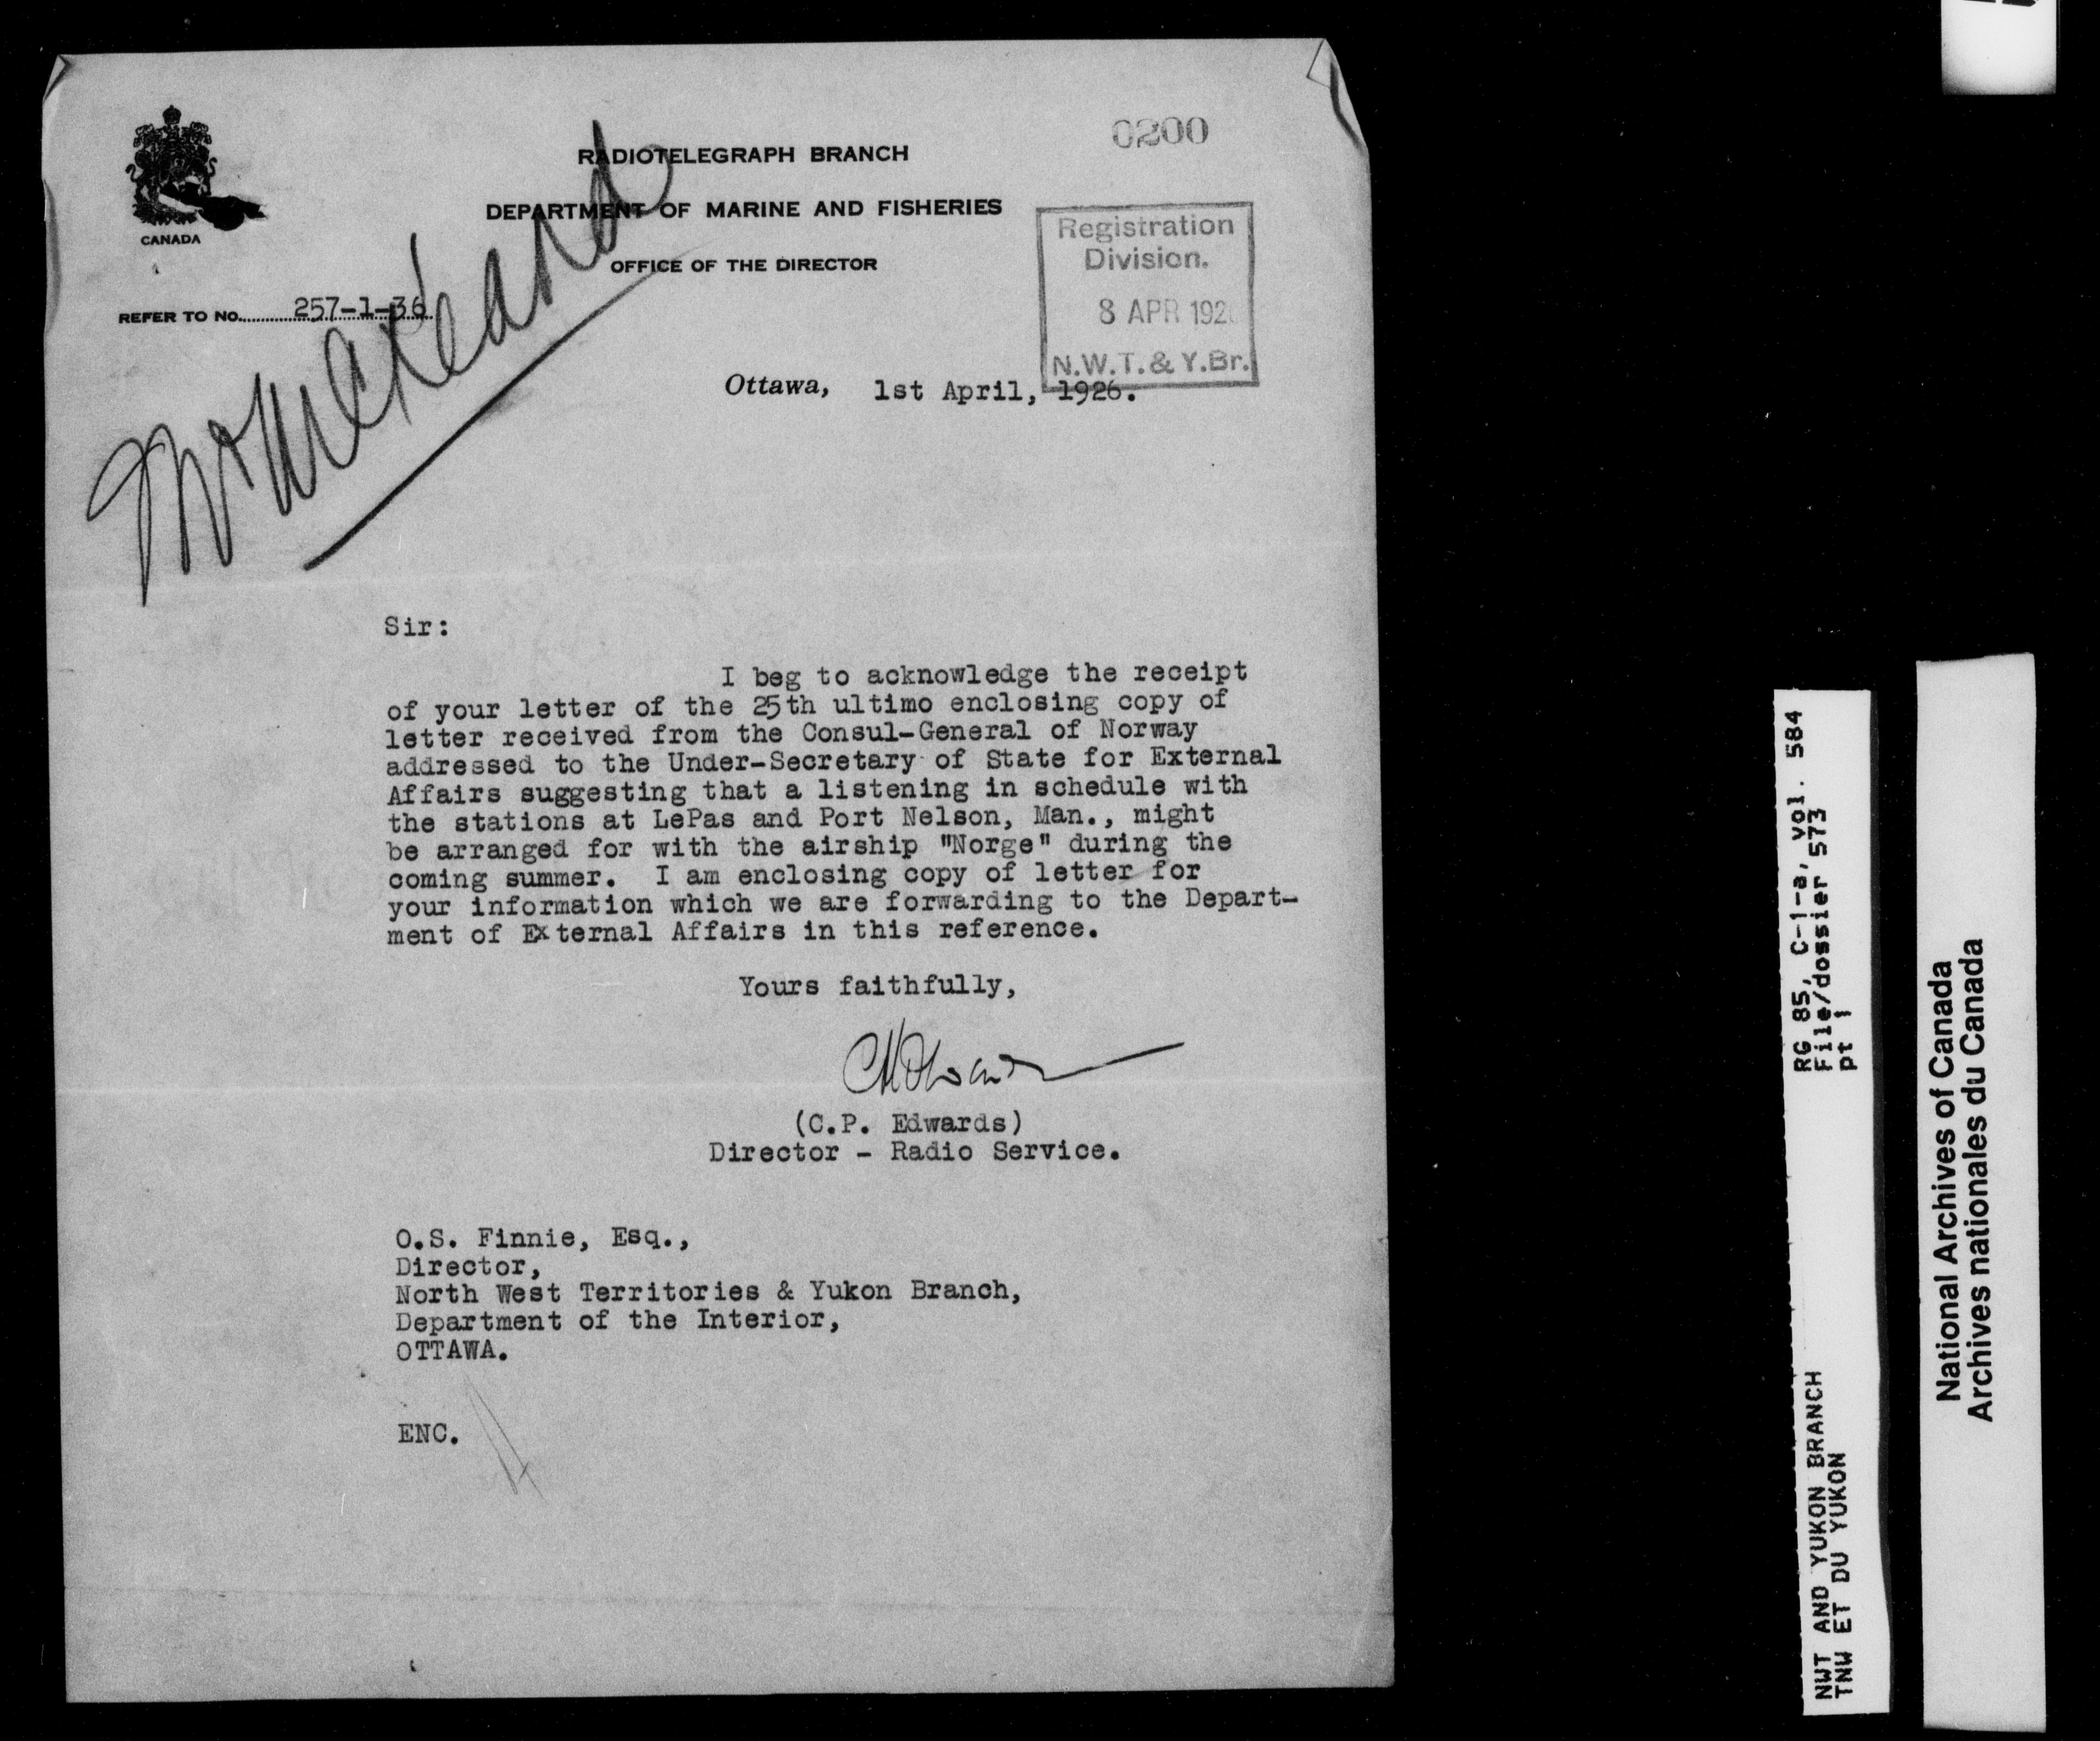 0200
RADIOTELEGRAPH BRANCH
DEPARTMENT OF MARINE AND FISHERIES
OFFICE OF THE DIRECTOR
CANADA
REFER TO No. 257-1-36
Registration
Division.
8 APR 192
N.W.T. & Y. Br.
Ottawa, 1st April, 1926.
Mr McKeand
Sir:
I beg to acknowledge the receipt
of your letter of the 25th ultimo enclosing copy of
letter received from the Consul-General of Norway
addressed to the Under-Secretary of State for External
Affairs suggesting that a listening in schedule with
the stations at LePas and Port Nelson, Man., might
be arranged for with the airship "Norge" during the
coming summer. I am enclosing copy of letter for
your information which we are forwarding to the Depart-
ment of External Affairs in this reference.
Yours faithfully,
(C.P. Edwards)
Director - Radio Service.
O.S. Finnie, Esq.,
Director,
North West Territories & Yukon Branch,
Department of the Interior,
OTTAWA.
ENC.
RG 85, C-1-a, vol. 584
File/dossier 573
pt 1
NWT AND YUKON BRANCH
TNW ET DU YUKON
National Archives of Canada
Archives nationales du Canada